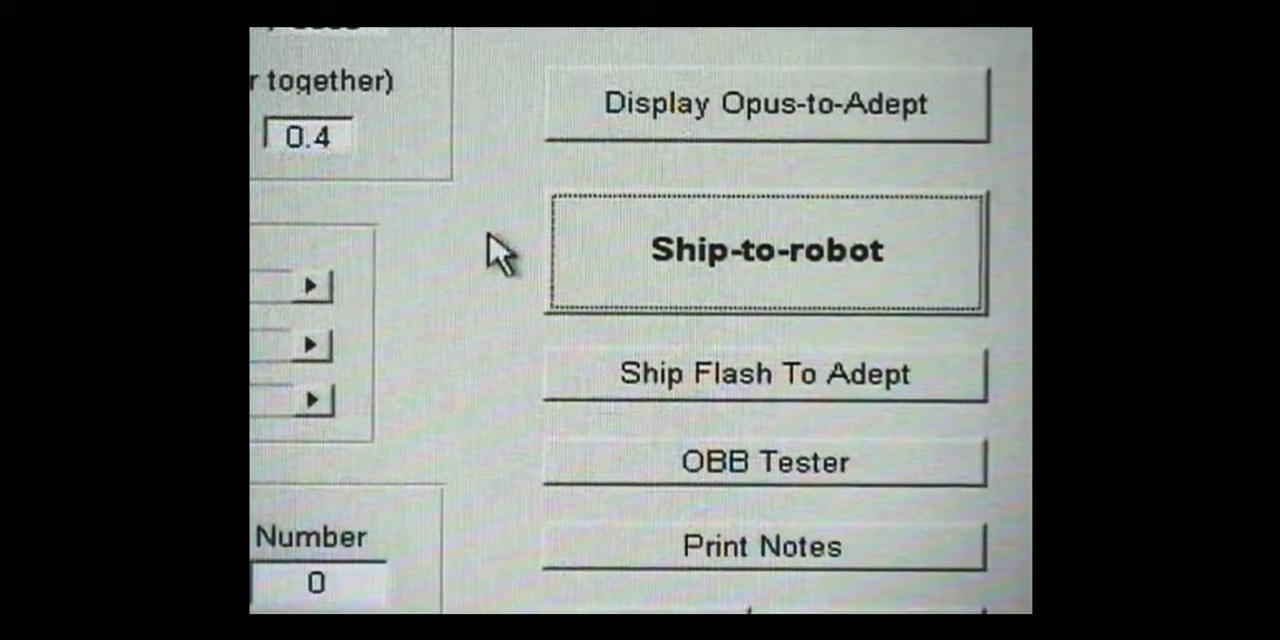 r together)
0.4
Display Opus-to-Adept
Ship-to-robot
Ship Flash To Adept
OBB Tester
Print Notes
Number
0